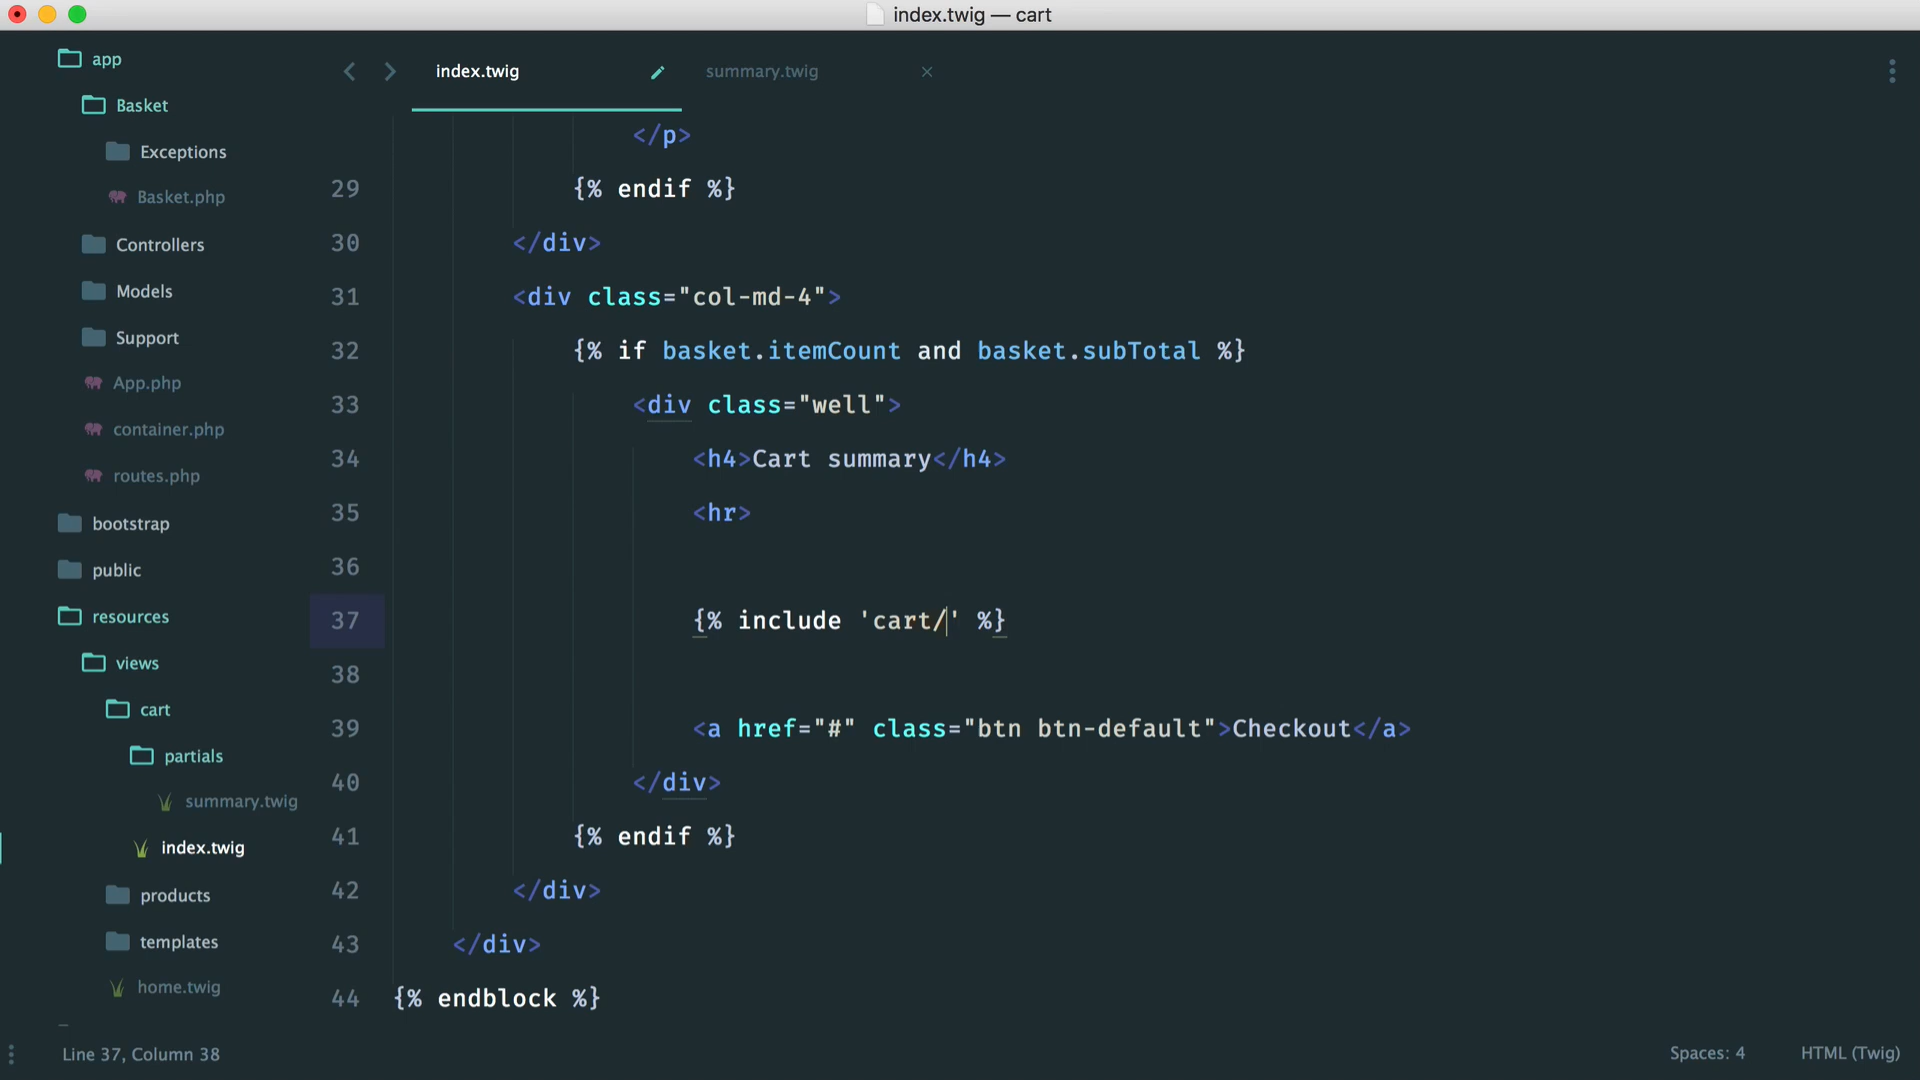 index.twig — cart
app
Basket
Exceptions
Basket.php
Controllers
Models
Support
App.php
container.php
routes.php
bootstrap
public
resources
views
cart
partials
summary.twig
index.twig
products
templates
home.twig
index.twig
summary.twig
</p>
29 {% endif %}
30 </div>
31 <div class="col-md-4">
32 {% if basket.itemCount and basket.subTotal %}
33 <div class="well">
34 <h4>Cart summary</h4>
35 <hr>
36
37 {% include 'cart/' %}
38
39 <a href="#" class="btn btn-default">Checkout</a>
40 </div>
41 {% endif %}
42 </div>
43 </div>
44 {% endblock %}
Line 37, Column 38
Spaces: 4
HTML (Twig)